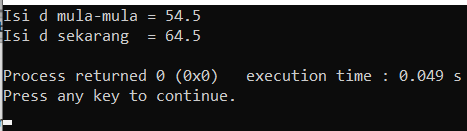 Isi d mula-mula = 54.5
Isi d sekarang  = 64.5
Process returned 0 (0x0)   execution time : 0.049 s
Press any key to continue.